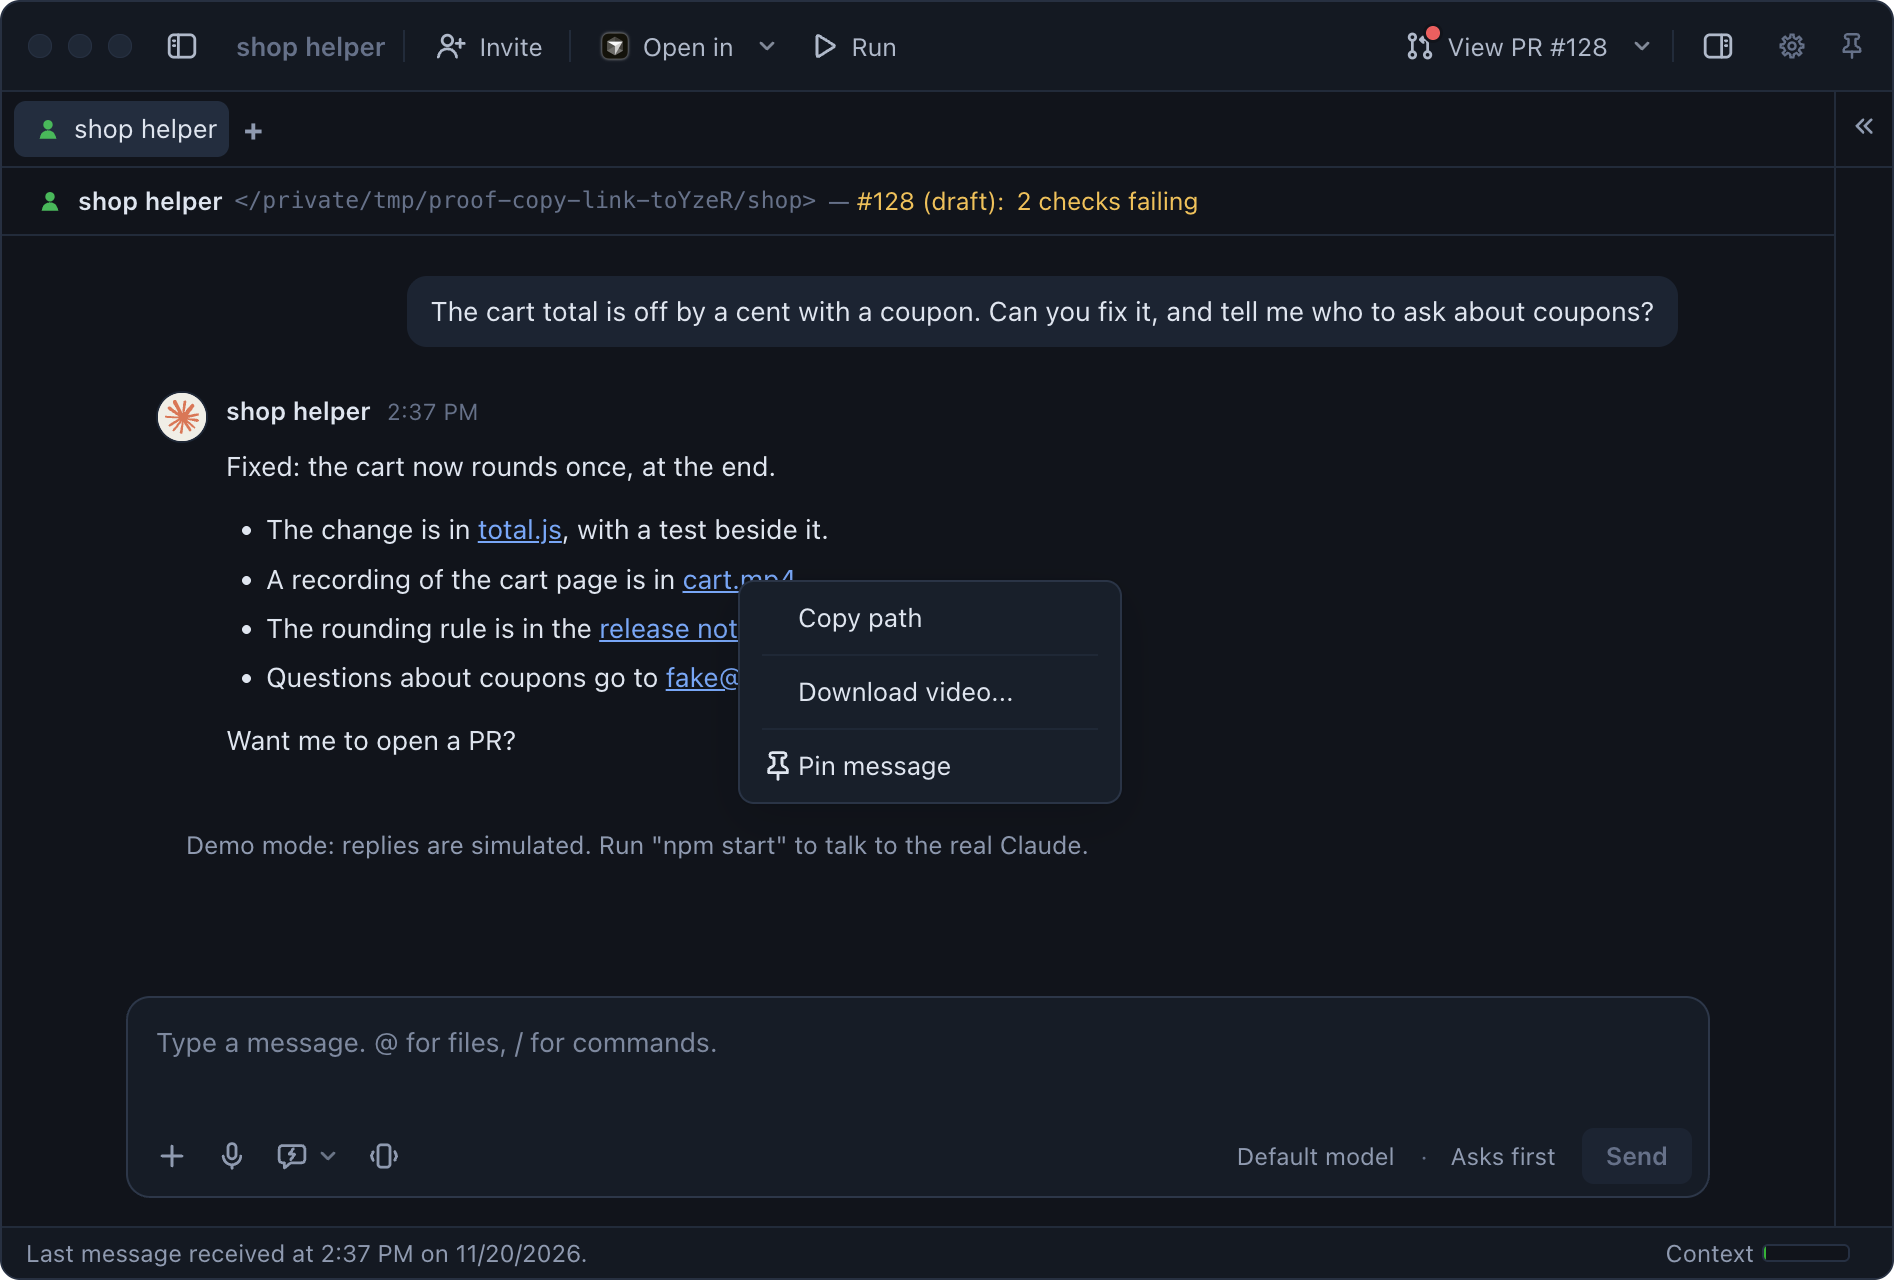 shop helper
Invite
Open in
Run
View PR #128
shop helper
shop helper </private/tmp/proof-copy-link-toYzeR/shop> — #128 (draft): 2 checks failing
The cart total is off by a cent with a coupon. Can you fix it, and tell me who to ask about coupons?
shop helper 2:37 PM
Fixed: the cart now rounds once, at the end.
• The change is in total.js, with a test beside it.
• A recording of the cart page is in cart.mp4
• The rounding rule is in the release not
• Questions about coupons go to fake@
Want me to open a PR?
Copy path
Download video...
Pin message
Demo mode: replies are simulated. Run "npm start" to talk to the real Claude.
Type a message. @ for files, / for commands.
Default model · Asks first
Send
Last message received at 2:37 PM on 11/20/2026.
Context